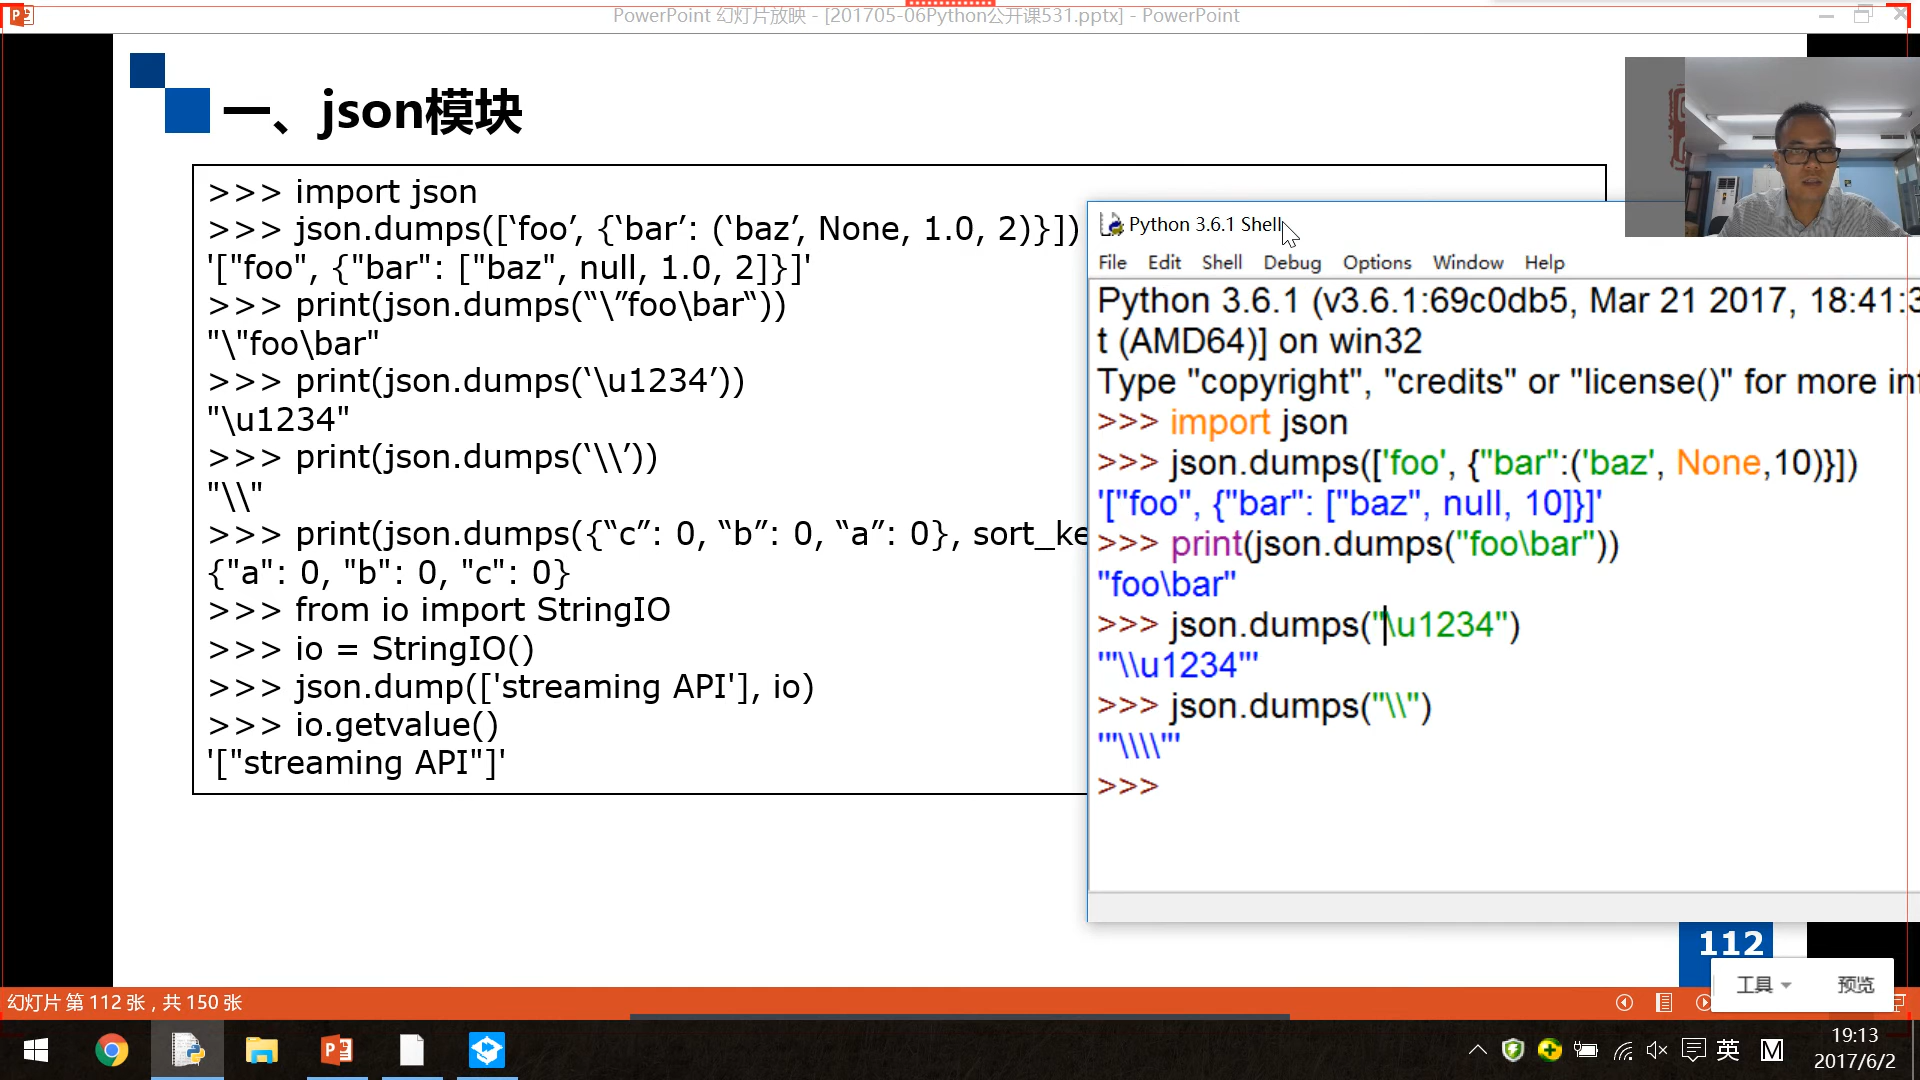 PowerPoint 幻灯片放映 - [201705-06Python公开课531.pptx] - PowerPoint
一、json模块
>>> import json
>>> json.dumps([‘foo’, {‘bar’: (‘baz’, None, 1.0, 2)}])
'["foo", {"bar": ["baz", null, 1.0, 2]}]'
>>> print(json.dumps(“\”foo\bar“))
"\"foo\bar"
>>> print(json.dumps(‘\u1234’))
"\u1234"
>>> print(json.dumps(‘\\’))
"\\"
>>> print(json.dumps({“c”: 0, “b”: 0, “a”: 0}, sort_ke
{"a": 0, "b": 0, "c": 0}
>>> from io import StringIO
>>> io = StringIO()
>>> json.dump(['streaming API'], io)
>>> io.getvalue()
'["streaming API"]'
Python 3.6.1 Shell
File Edit Shell Debug Options Window Help
Python 3.6.1 (v3.6.1:69c0db5, Mar 21 2017, 18:41:3
t (AMD64)] on win32
Type "copyright", "credits" or "license()" for more in
>>> import json
>>> json.dumps(['foo', {"bar":('baz', None,10)}])
'["foo", {"bar": ["baz", null, 10]}]'
>>> print(json.dumps("foo\bar"))
"foo\bar"
>>> json.dumps("\u1234")
'"\\u1234"'
>>> json.dumps("\\")
'"\\\\"'
>>>
112
工具 预览
幻灯片 第 112 张 , 共 150 张
英 M
19:13
2017/6/2